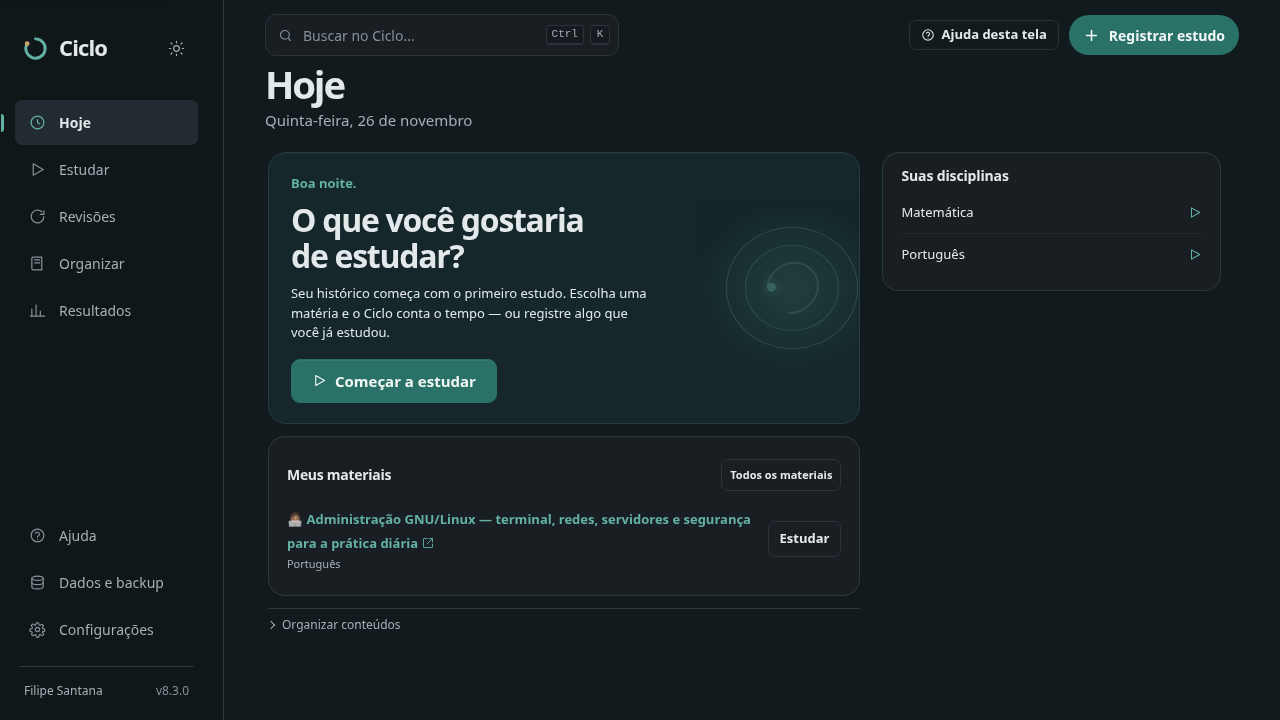 Ciclo
Hoje
Estudar
Revisões
Organizar
Resultados
Ajuda
Dados e backup
Configurações
Filipe Santana v8.3.0
Buscar no Ciclo... Ctrl K
Ajuda desta tela
Registrar estudo
Hoje
Quinta-feira, 26 de novembro
Boa noite.
O que você gostaria
de estudar?
Seu histórico começa com o primeiro estudo. Escolha uma
matéria e o Ciclo conta o tempo — ou registre algo que
você já estudou.
Começar a estudar
Suas disciplinas
Matemática
Português
Meus materiais
Todos os materiais
Administração GNU/Linux — terminal, redes, servidores e segurança
para a prática diária
Português
Estudar
Organizar conteúdos